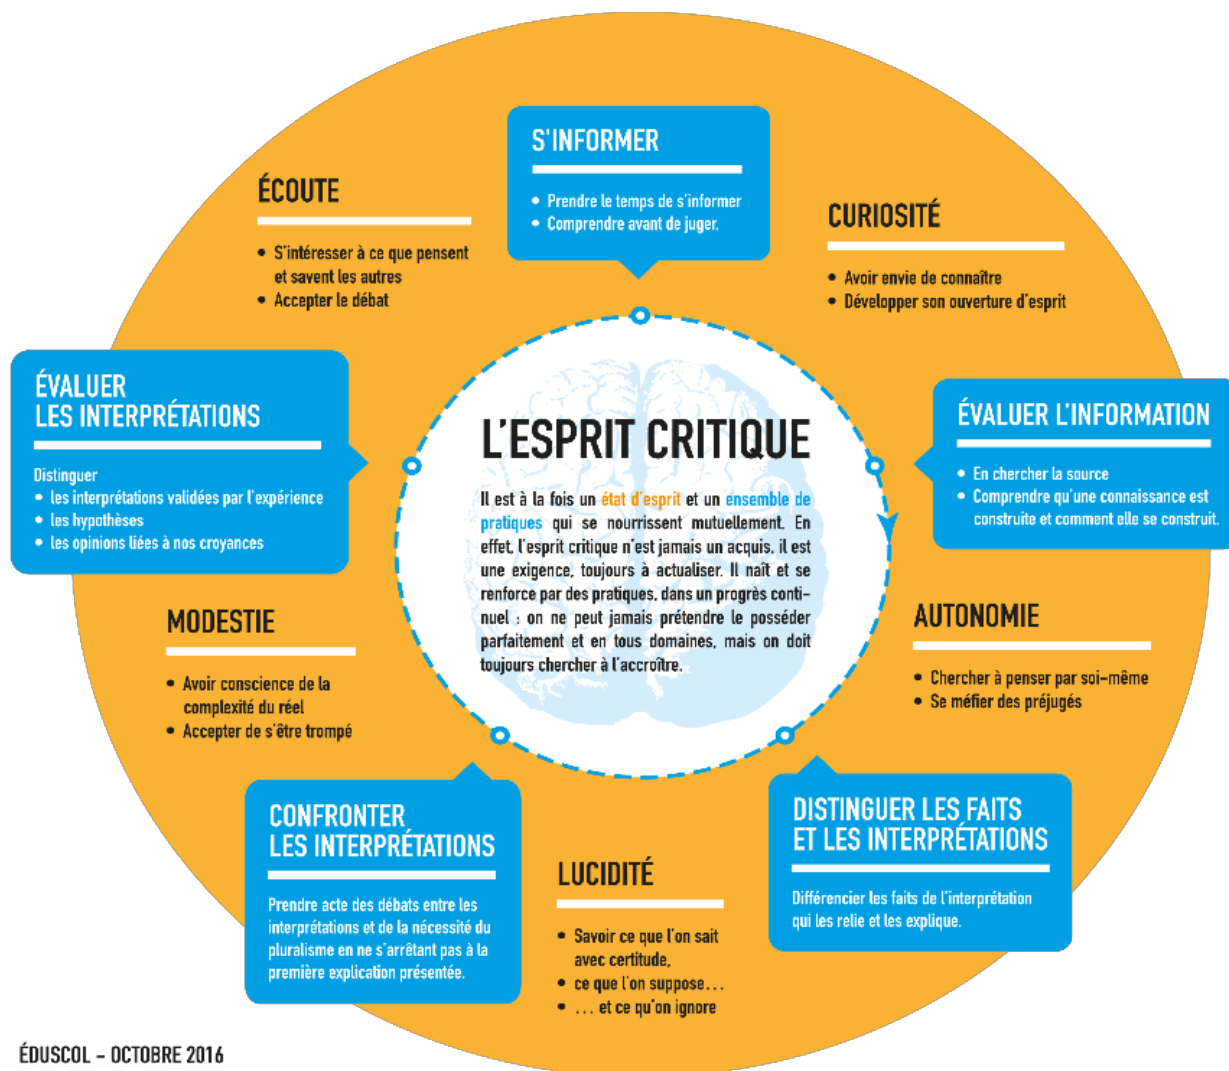 S'INFORMER
• Prendre le temps de s'informer
• Comprendre avant de juger.
ÉCOUTE
• S'intéresser à ce que pensent
et savent les autres
• Accepter le débat
CURIOSITÉ
• Avoir envie de connaître
• Développer son ouverture d'esprit
ÉVALUER
LES INTERPRÉTATIONS
Distinguer
• les interprétations validées par l'expérience
• les hypothèses
• les opinions liées à nos croyances
L'ESPRIT CRITIQUE
Il est à la fois un état d'esprit et un ensemble de
pratiques qui se nourrissent mutuellement. En
effet, l'esprit critique n'est jamais un acquis, il est
une exigence, toujours à actualiser. Il naît et se
renforce par des pratiques, dans un progrès conti-
nuel : on ne peut jamais prétendre le posséder
parfaitement et en tous domaines, mais on doit
toujours chercher à l'accroître.
ÉVALUER L'INFORMATION
• En chercher la source
• Comprendre qu'une connaissance est
construite et comment elle se construit.
MODESTIE
• Avoir conscience de la
complexité du réel
• Accepter de s'être trompé
AUTONOMIE
• Chercher à penser par soi-même
• Se méfier des préjugés
CONFRONTER
LES INTERPRÉTATIONS
Prendre acte des débats entre les
interprétations et de la nécessité du
pluralisme en ne s'arrêtant pas à la
première explication présentée.
LUCIDITÉ
• Savoir ce que l'on sait
avec certitude,
• ce que l'on suppose...
• ... et ce qu'on ignore
DISTINGUER LES FAITS
ET LES INTERPRÉTATIONS
Différencier les faits de l'interprétation
qui les relie et les explique.
ÉDUSCOL – OCTOBRE 2016